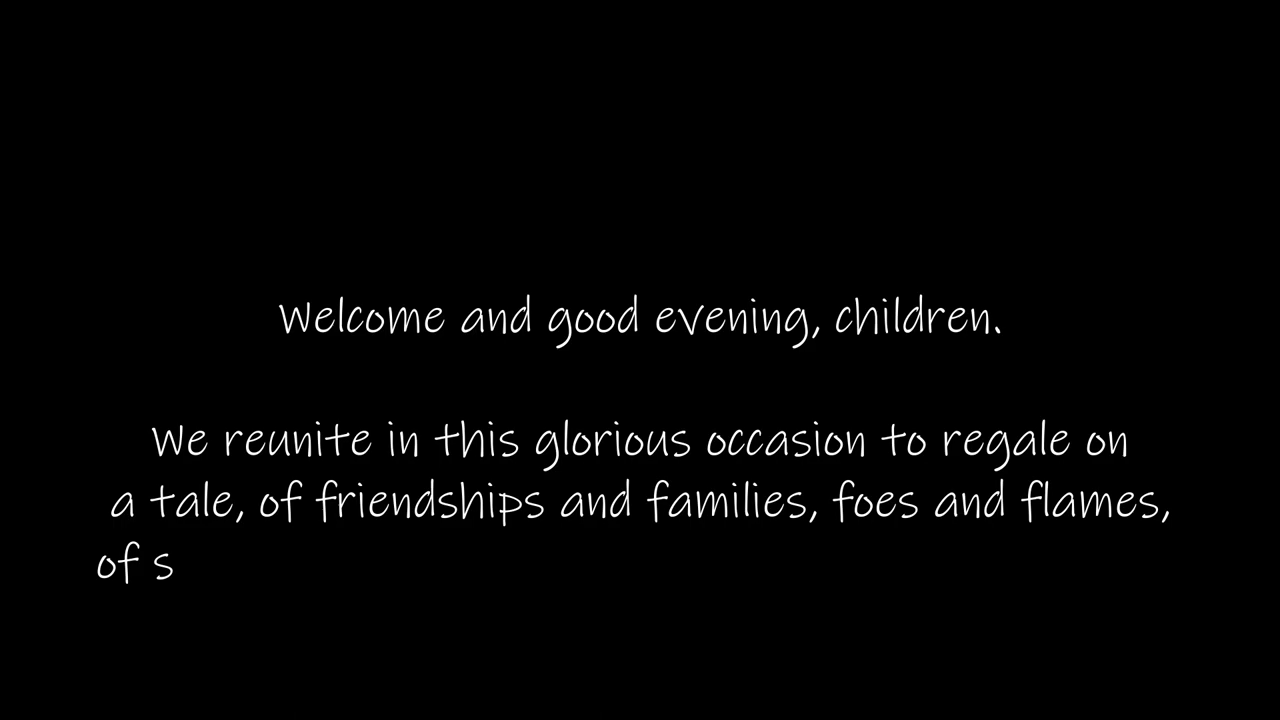 Welcome and good evening, children.
We reunite in this glorious occasion to regale on
a tale, of friendships and families, foes and flames,
of s